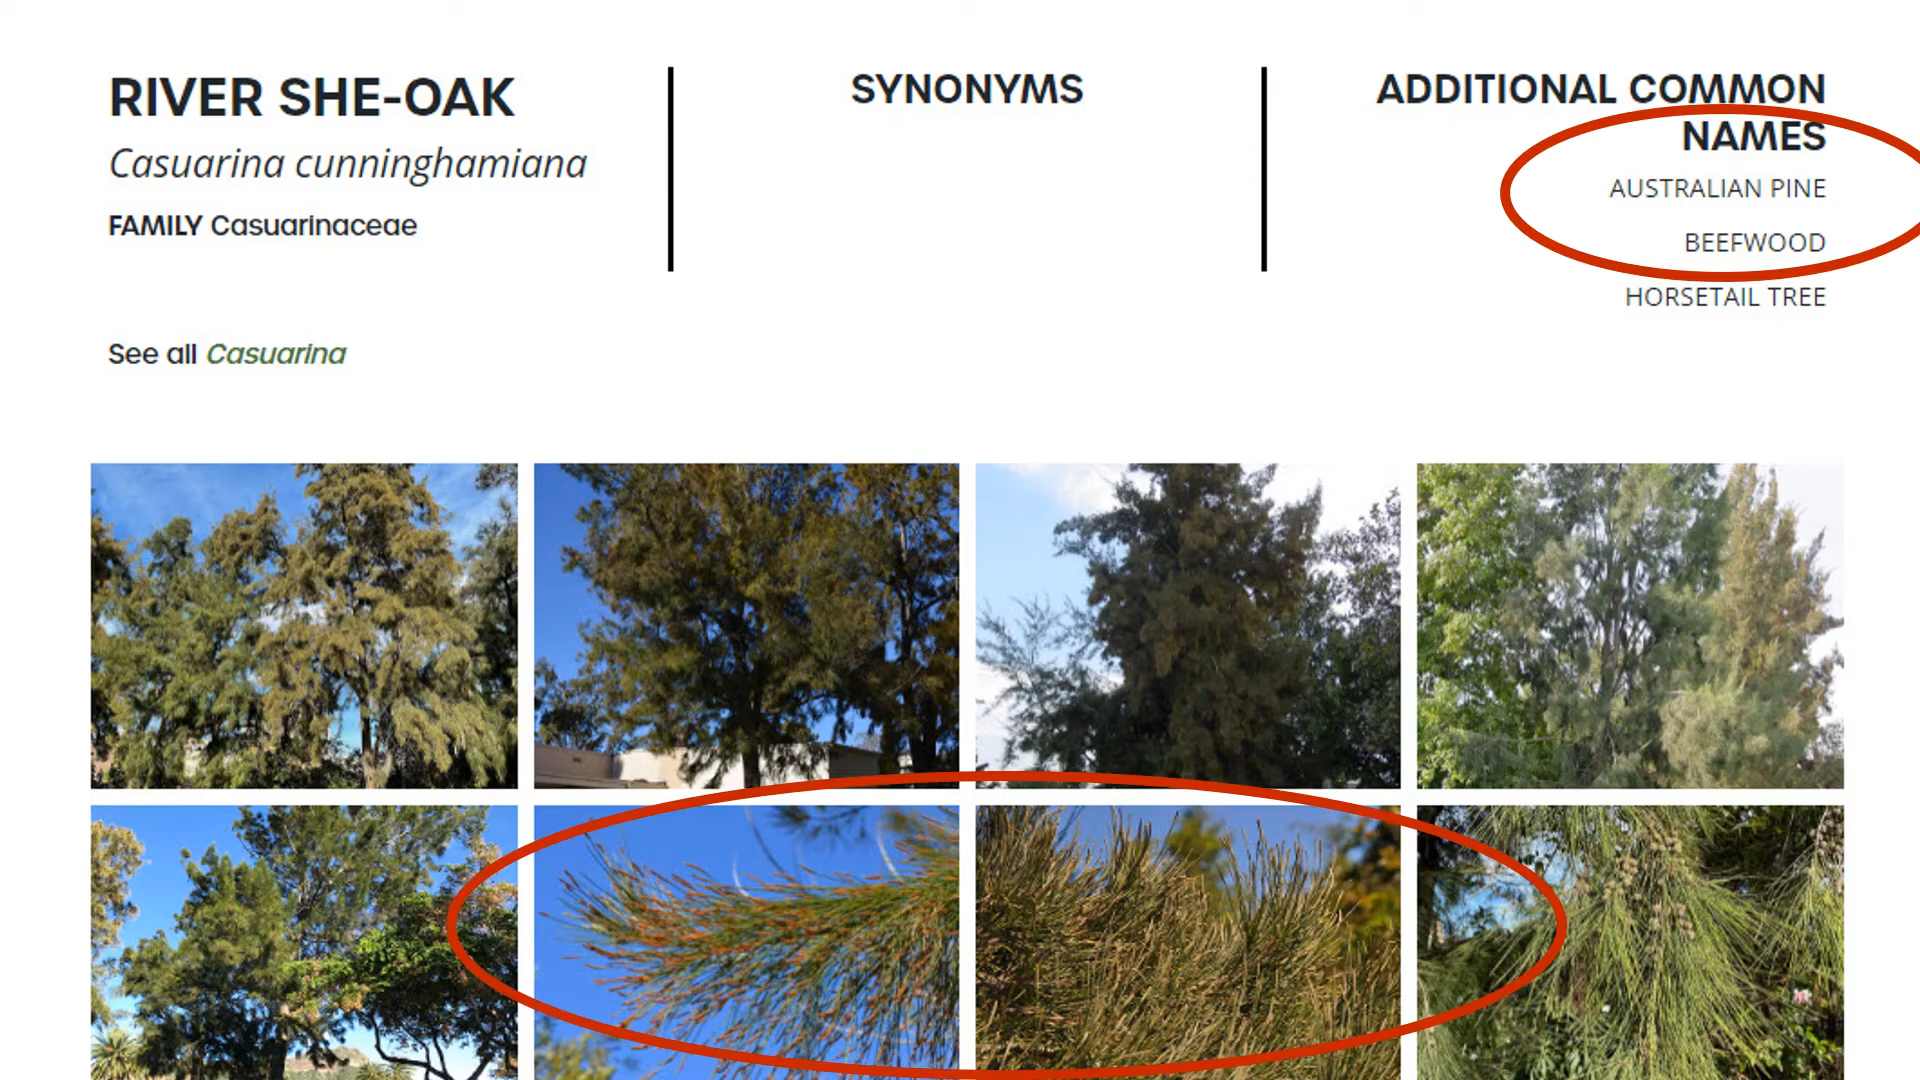 RIVER SHE-OAK
Casuarina cunninghamiana
FAMILY Casuarinaceae
See all Casuarina
SYNONYMS
ADDITIONAL COMMON
NAMES
AUSTRALIAN PINE
BEEFWOOD
HORSETAIL TREE